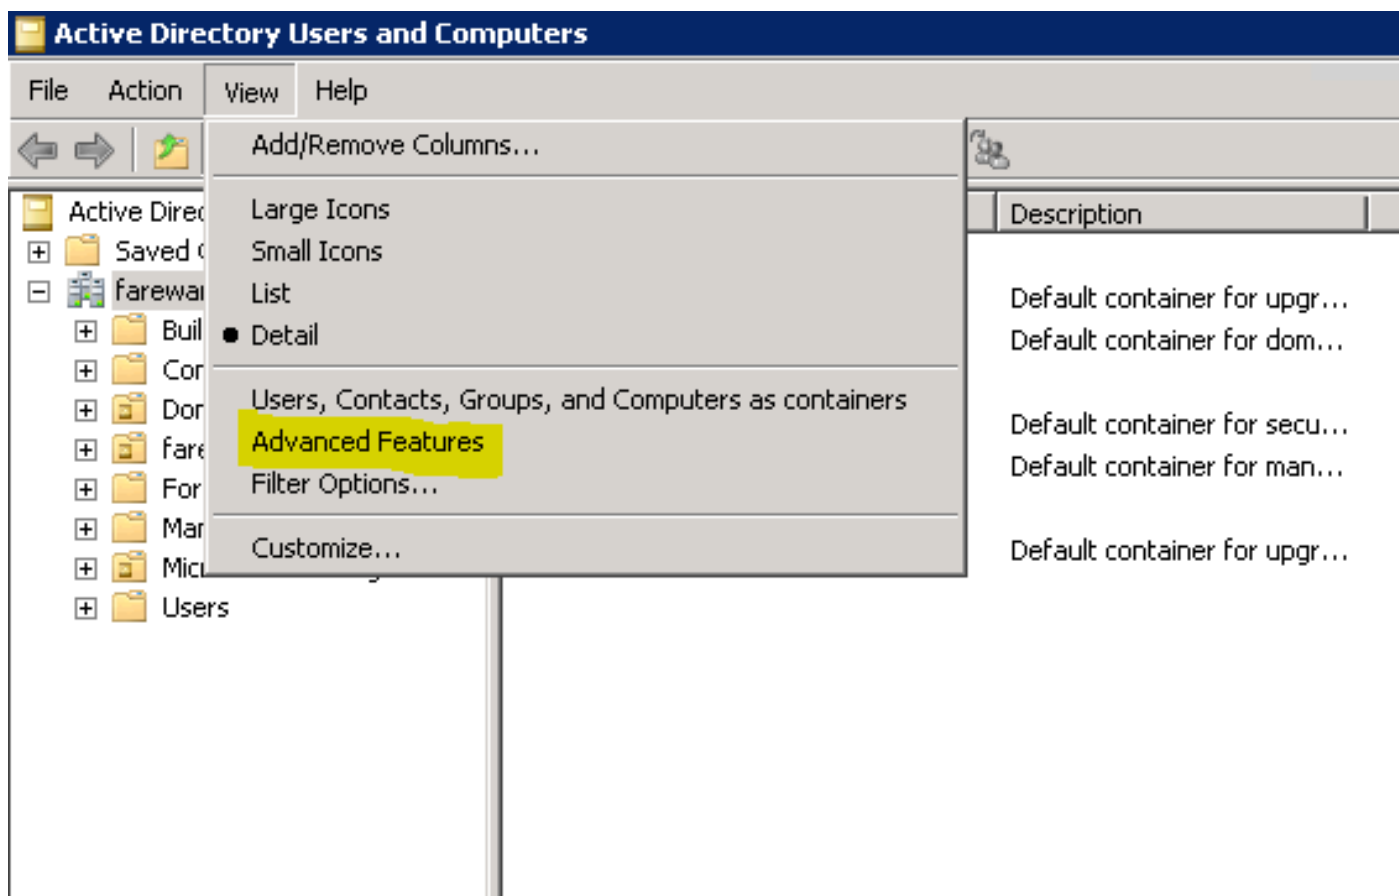 Active Directory Users and Computers
File Action View Help
Add/Remove Columns...
Large Icons
Small Icons
List
Detail
Users, Contacts, Groups, and Computers as containers
Advanced Features
Filter Options...
Customize...
Active
Saved
Users
Description
Default container for upgr...
Default container for dom...
Default container for secu...
Default container for man...
Default container for upgr...